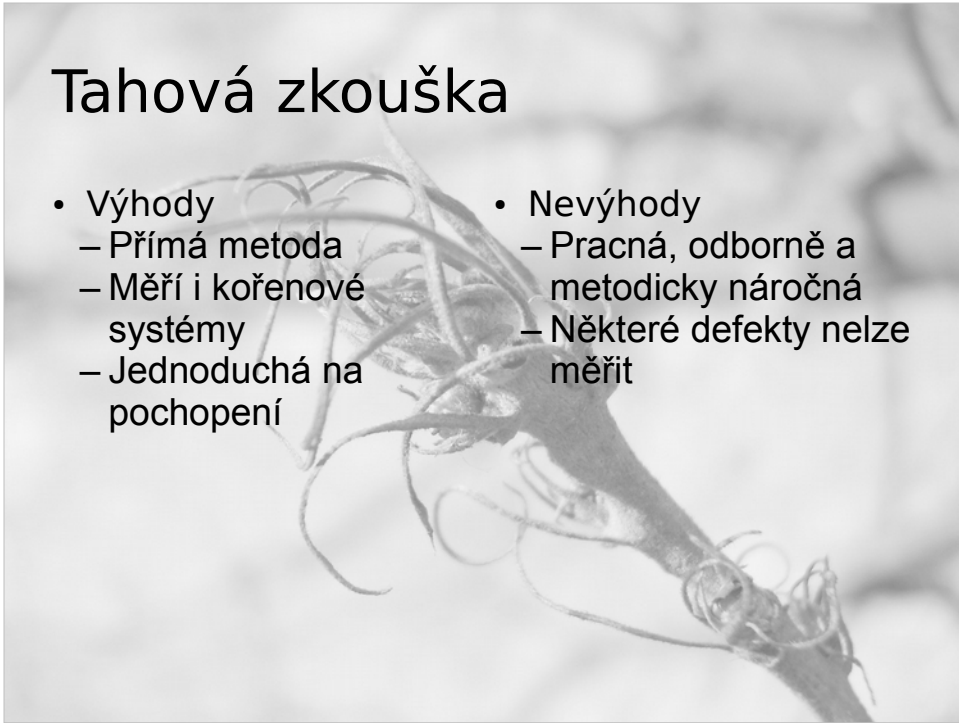 Tahová zkouška
• Výhody
– Přímá metoda
– Měří i kořenové
systémy
– Jednoduchá na
pochopení
• Nevýhody
– Pracná, odborně a
metodicky náročná
– Některé defekty nelze
měřit